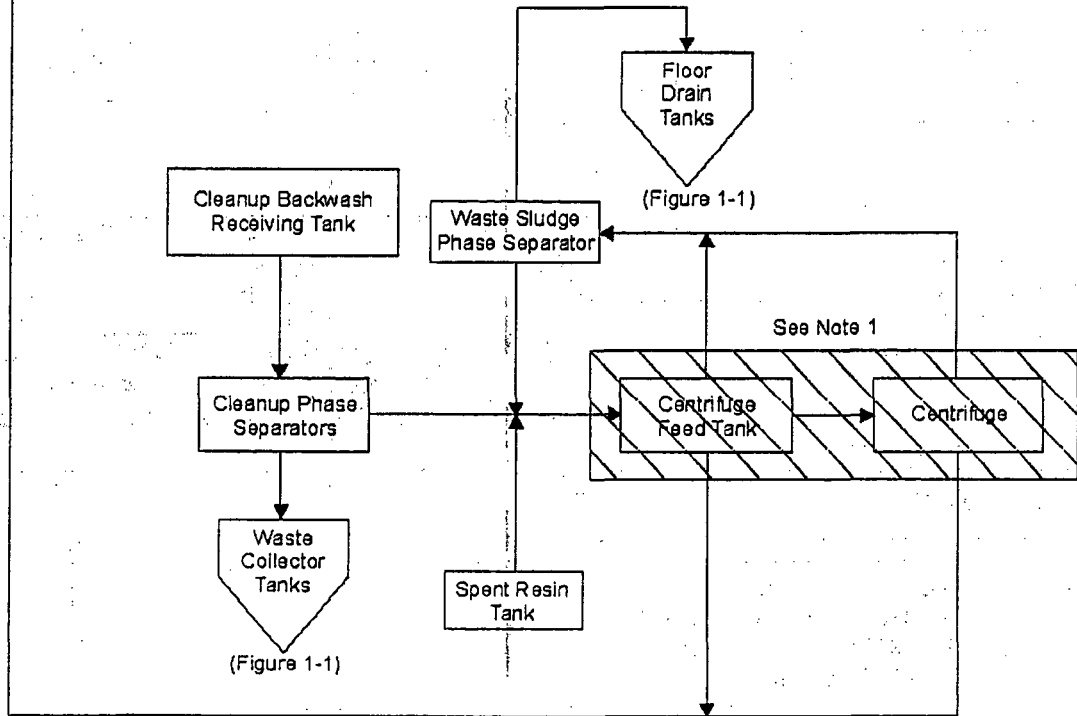 Floor
Drain
Tanks
(Figure 1-1)
Cleanup Backwash
Receiving Tank
Waste Sludge
Phase Separator
See Note 1
Cleanup Phase
Separators
Centrifuge
Feed Tank
Centrifuge
Waste
Collector
Tanks
(Figure 1-1)
Spent Resin
Tank